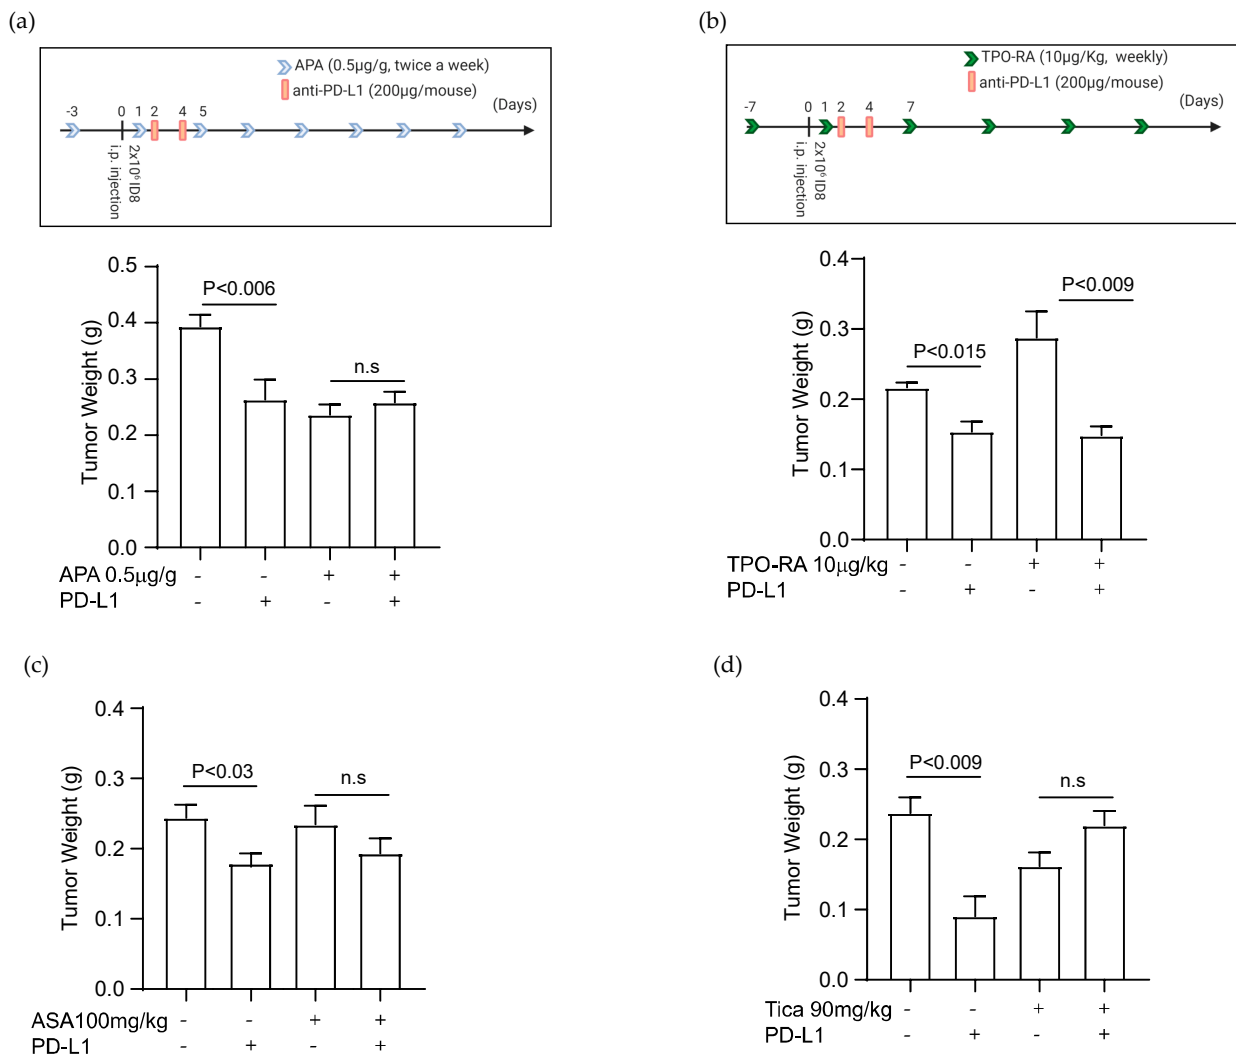 (a)
APA (0.5µg/g, twice a week)
anti-PD-L1 (200µg/mouse)
(Days)
-3 0 1 2 4 5
i.p. injection
2x10⁶ ID8
0.5
0.4
0.3
0.2
0.1
0.0
Tumor Weight (g)
P<0.006
n.s
APA 0.5µg/g - - + +
PD-L1 - + - +
(b)
TPO-RA (10µg/Kg, weekly)
anti-PD-L1 (200µg/mouse)
(Days)
-7 0 1 2 4 7
i.p. injection
2x10⁶ ID8
0.4
0.3
0.2
0.1
0.0
Tumor Weight (g)
P<0.015
P<0.009
TPO-RA 10µg/kg - - + +
PD-L1 - + - +
(c)
0.4
0.3
0.2
0.1
0.0
Tumor Weight (g)
P<0.03
n.s
ASA100mg/kg - - + +
PD-L1 - + - +
(d)
0.4
0.3
0.2
0.1
0.0
Tumor Weight (g)
P<0.009
n.s
Tica 90mg/kg - - + +
PD-L1 - + - +